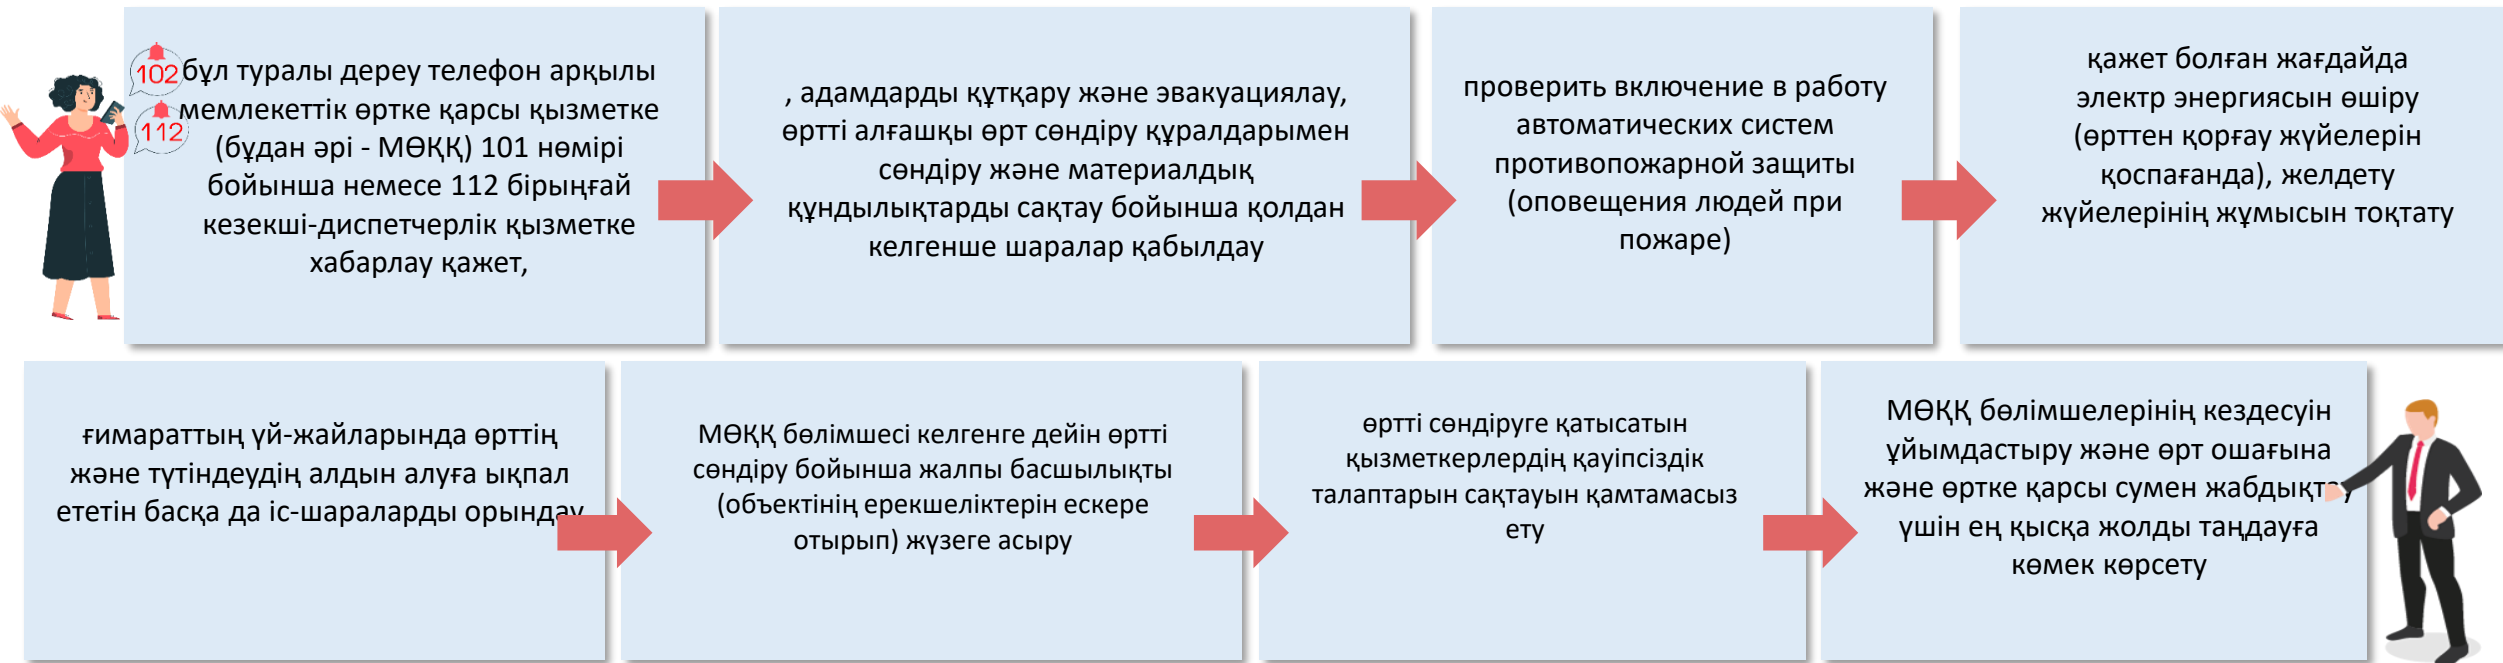 102
112
бұл туралы дереу телефон арқылы
мемлекеттік өртке қарсы қызметке
(бұдан әрі - МӨҚҚ) 101 нөмірі
бойынша немесе 112 бірыңғай
кезекші-диспетчерлік қызметке
хабарлау қажет,
, адамдарды құтқару және эвакуациялау,
өртті алғашқы өрт сөндіру құралдарымен
сөндіру және материалдық
құндылықтарды сақтау бойынша қолдан
келгенше шаралар қабылдау
проверить включение в работу
автоматических систем
противопожарной защиты
(оповещения людей при
пожаре)
қажет болған жағдайда
электр энергиясын өшіру
(өрттен қорғау жүйелерін
қоспағанда), желдету
жүйелерінің жұмысын тоқтату
ғимараттың үй-жайларында өрттің
және түтіндеудің алдын алуға ықпал
ететін басқа да іс-шараларды орындау
МӨҚҚ бөлімшесі келгенге дейін өртті
сөндіру бойынша жалпы басшылықты
(объектінің ерекшеліктерін ескере
отырып) жүзеге асыру
өртті сөндіруге қатысатын
қызметкерлердің қауіпсіздік
талаптарын сақтауын қамтамасыз
ету
МӨҚҚ бөлімшелерінің кездесуін
ұйымдастыру және өрт ошағына
және өртке қарсы сумен жабдықтау
үшін ең қысқа жолды таңдауға
көмек көрсету